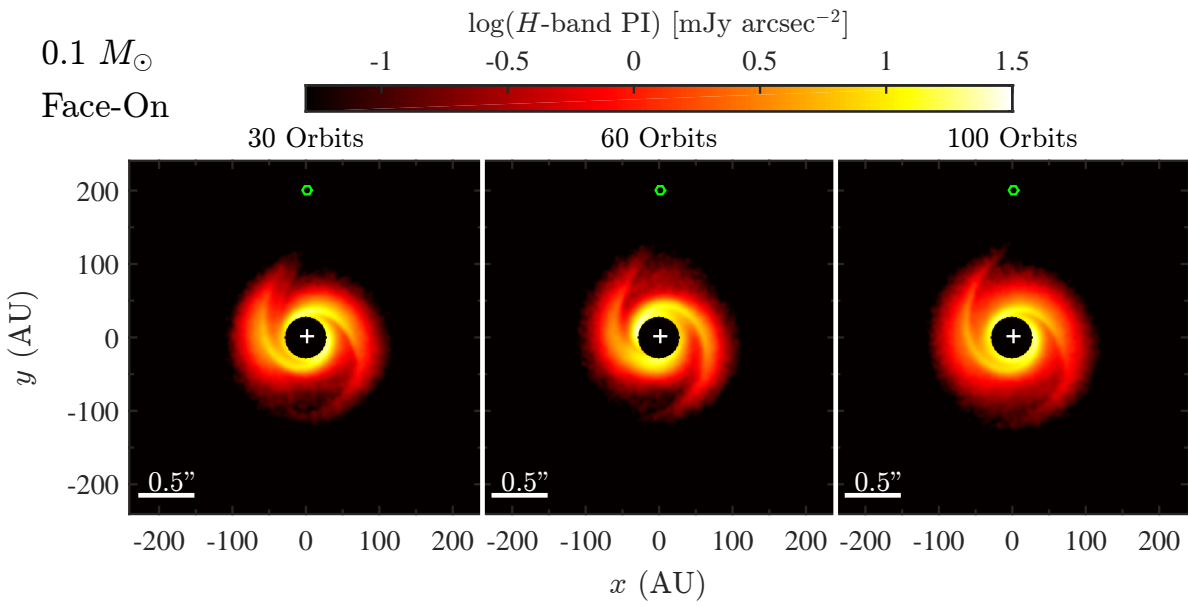 0.1 M⊙
Face-On
log(H-band PI) [mJy arcsec⁻²]
-1 -0.5 0 0.5 1 1.5
30 Orbits 60 Orbits 100 Orbits
200
100
0
-100
-200
y (AU)
0.5” 0.5” 0.5”
-200 -100 0 100 200 -200 -100 0 100 200 -200 -100 0 100 200
x (AU)